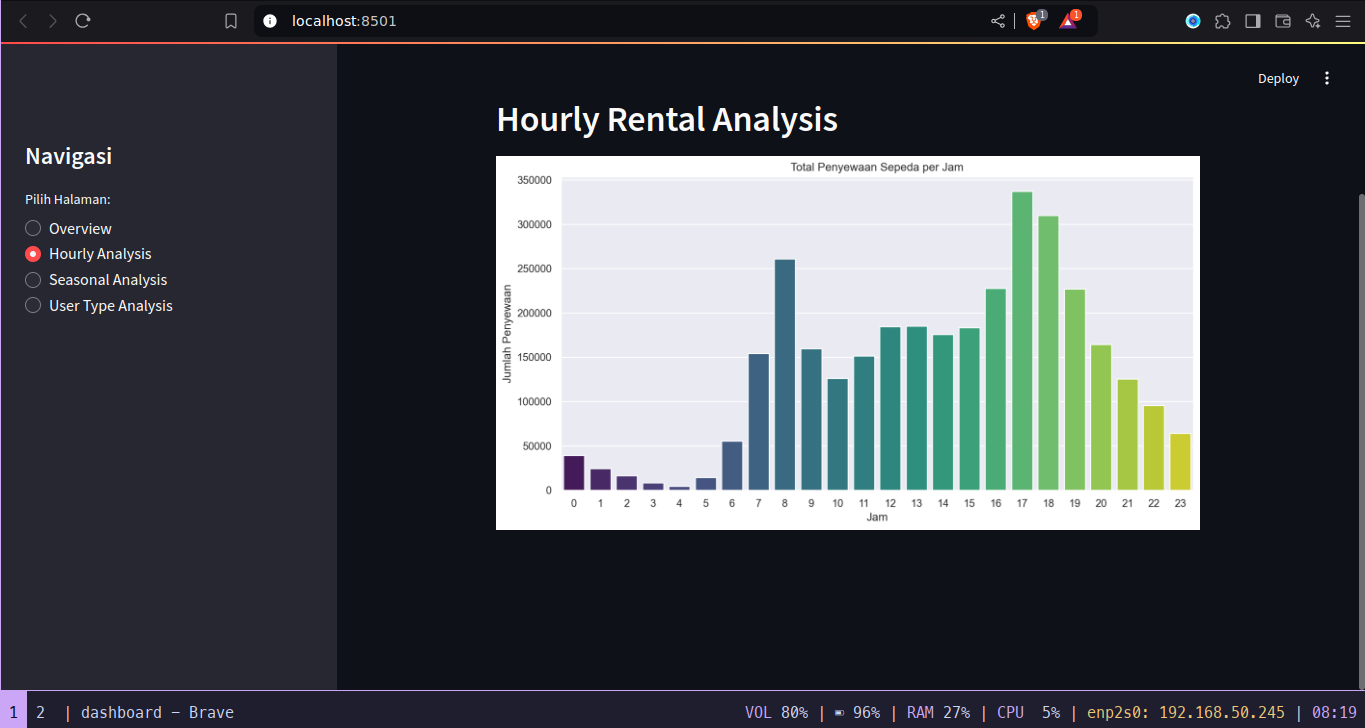 localhost:8501
1
1
Deploy
Navigasi
Pilih Halaman:
Overview
Hourly Analysis
Seasonal Analysis
User Type Analysis
Hourly Rental Analysis
Total Penyewaan Sepeda per Jam
Jumlah Penyewaan
350000
300000
250000
200000
150000
100000
50000
0
0 1 2 3 4 5 6 7 8 9 10 11 12 13 14 15 16 17 18 19 20 21 22 23
Jam
1 2 | dashboard – Brave VOL 80% | 96% | RAM 27% | CPU 5% | enp2s0: 192.168.50.245 | 08:19